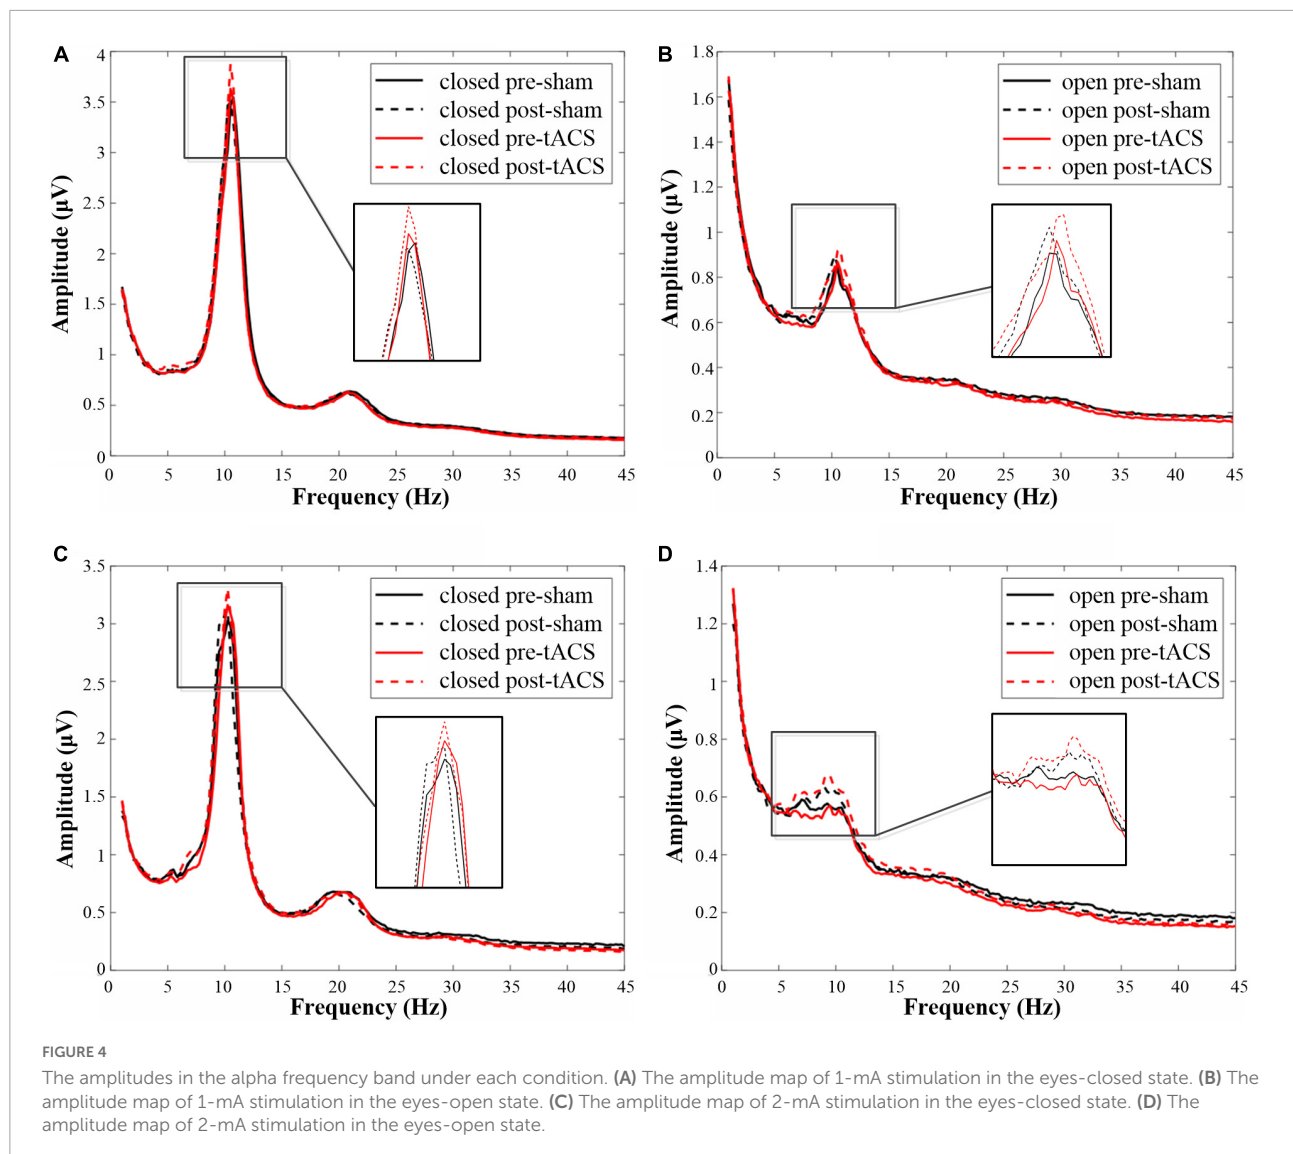 A
4
3.5
3
2.5
2
1.5
1
0.5
0
Amplitude (µV)
closed pre-sham
closed post-sham
closed pre-tACS
closed post-tACS
0 5 10 15 20 25 30 35 40 45
Frequency (Hz)
B
1.8
1.6
1.4
1.2
1
0.8
0.6
0.4
0.2
0
Amplitude (µV)
open pre-sham
open post-sham
open pre-tACS
open post-tACS
0 5 10 15 20 25 30 35 40 45
Frequency (Hz)
C
3.5
3
2.5
2
1.5
1
0.5
0
Amplitude (µV)
closed pre-sham
closed post-sham
closed pre-tACS
closed post-tACS
0 5 10 15 20 25 30 35 40 45
Frequency (Hz)
D
1.4
1.2
1
0.8
0.6
0.4
0.2
0
Amplitude (µV)
open pre-sham
open post-sham
open pre-tACS
open post-tACS
0 5 10 15 20 25 30 35 40 45
Frequency (Hz)
FIGURE 4
The amplitudes in the alpha frequency band under each condition. (A) The amplitude map of 1-mA stimulation in the eyes-closed state. (B) The
amplitude map of 1-mA stimulation in the eyes-open state. (C) The amplitude map of 2-mA stimulation in the eyes-closed state. (D) The
amplitude map of 2-mA stimulation in the eyes-open state.